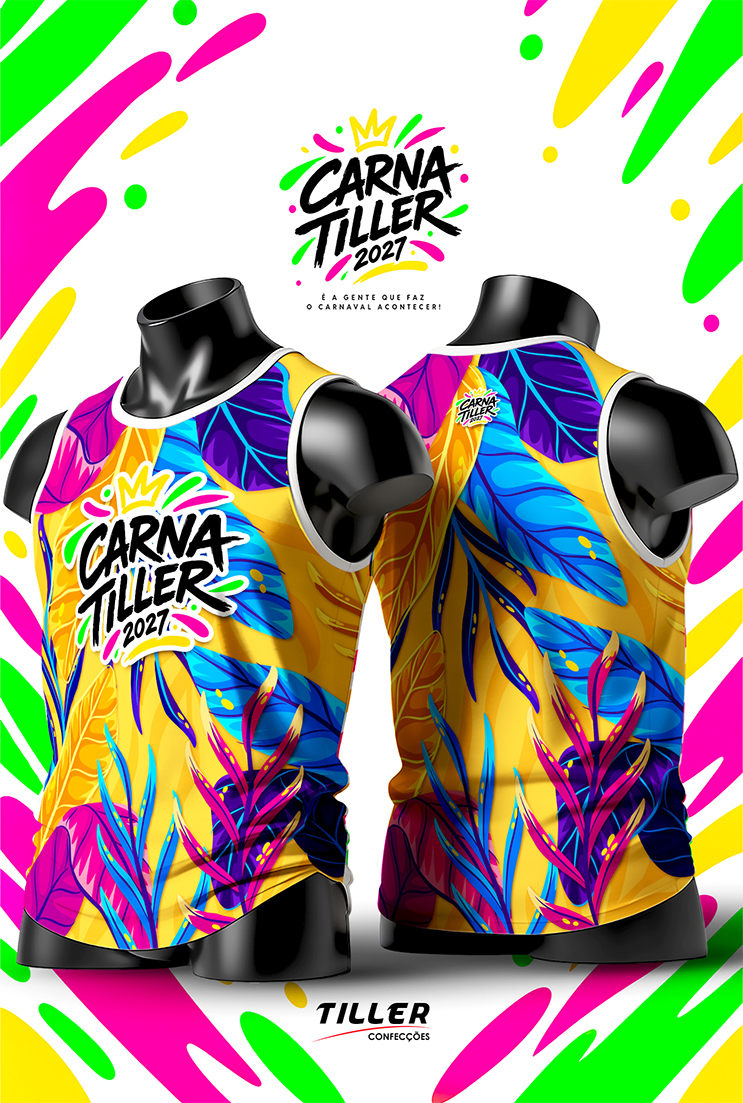 CARNA
TILLER
2027
É A GENTE QUE FAZ
O CARNAVAL ACONTECER!
CARNA
TILLER
2027
CARNA
TILLER
2027
TILLER
CONFECÇÕES